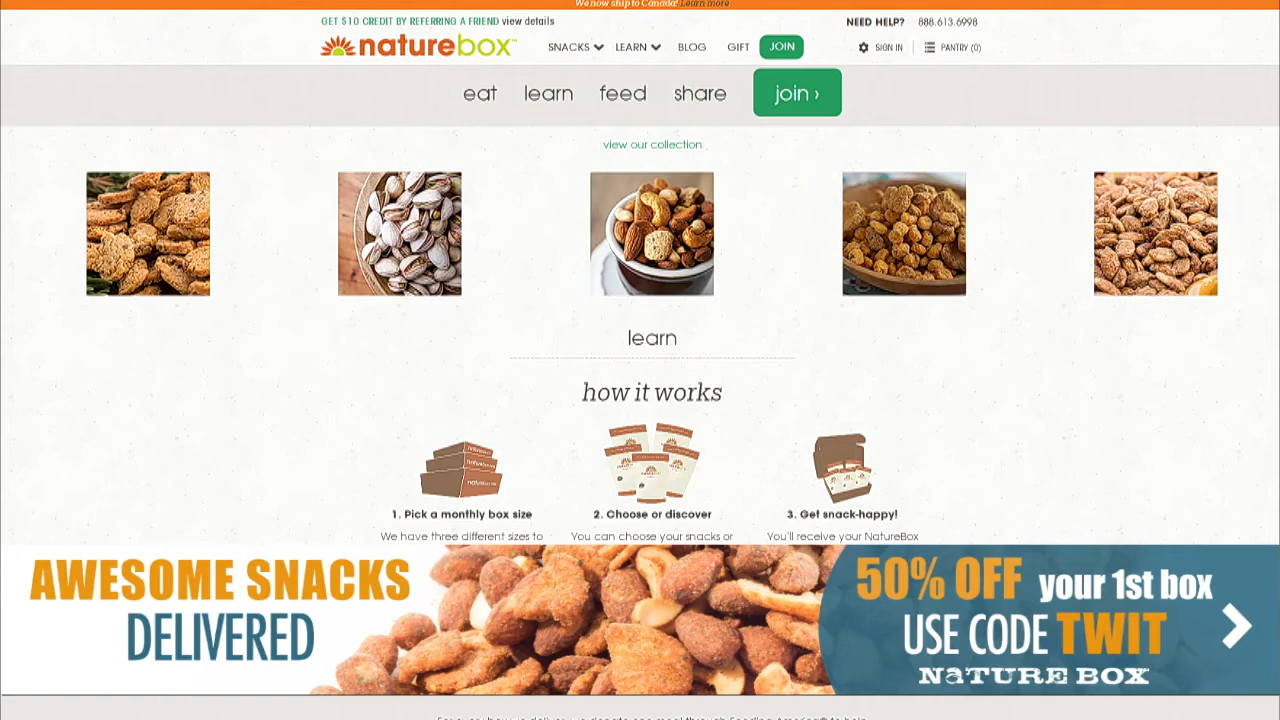 We now ship to Canada! Learn more
GET $10 CREDIT BY REFERRING A FRIEND view details
NEED HELP? 888.613.6998
naturebox™
SNACKS LEARN BLOG GIFT JOIN
SIGN IN PANTRY (0)
eat learn feed share join ›
view our collection
learn
how it works
1. Pick a monthly box size
2. Choose or discover
3. Get snack-happy!
We have three different sizes to
You can choose your snacks or
You'll receive your NatureBox
AWESOME SNACKS
DELIVERED
50% OFF your 1st box
USE CODE TWIT
NATURE BOX